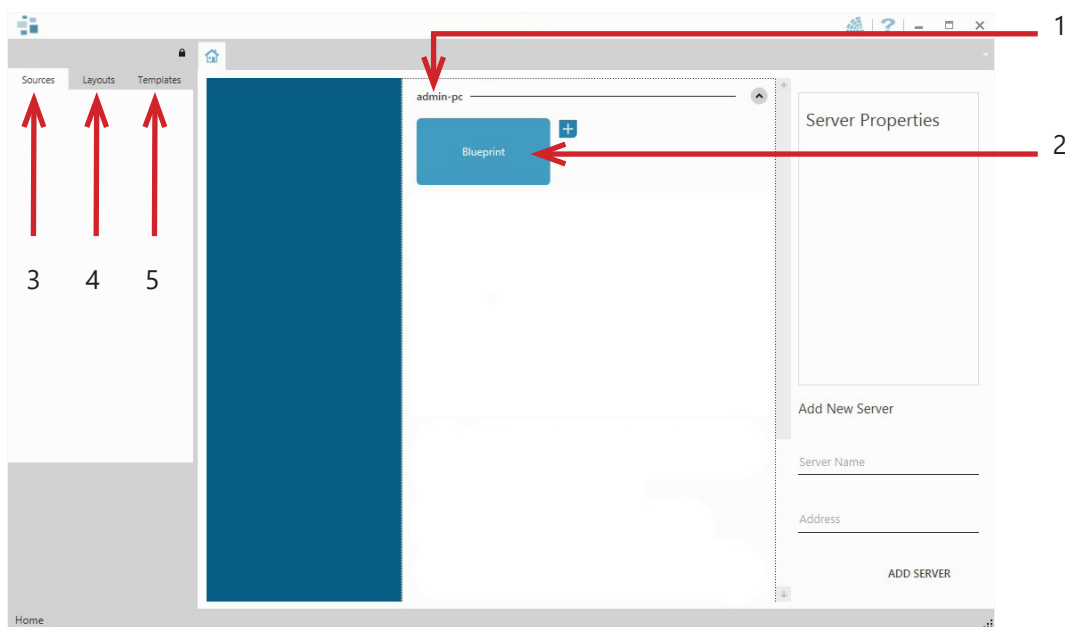 ?
1
Sources Layouts Templates
admin-pc
Server Properties
Blueprint
2
3 4 5
Add New Server
Server Name
Address
ADD SERVER
Home